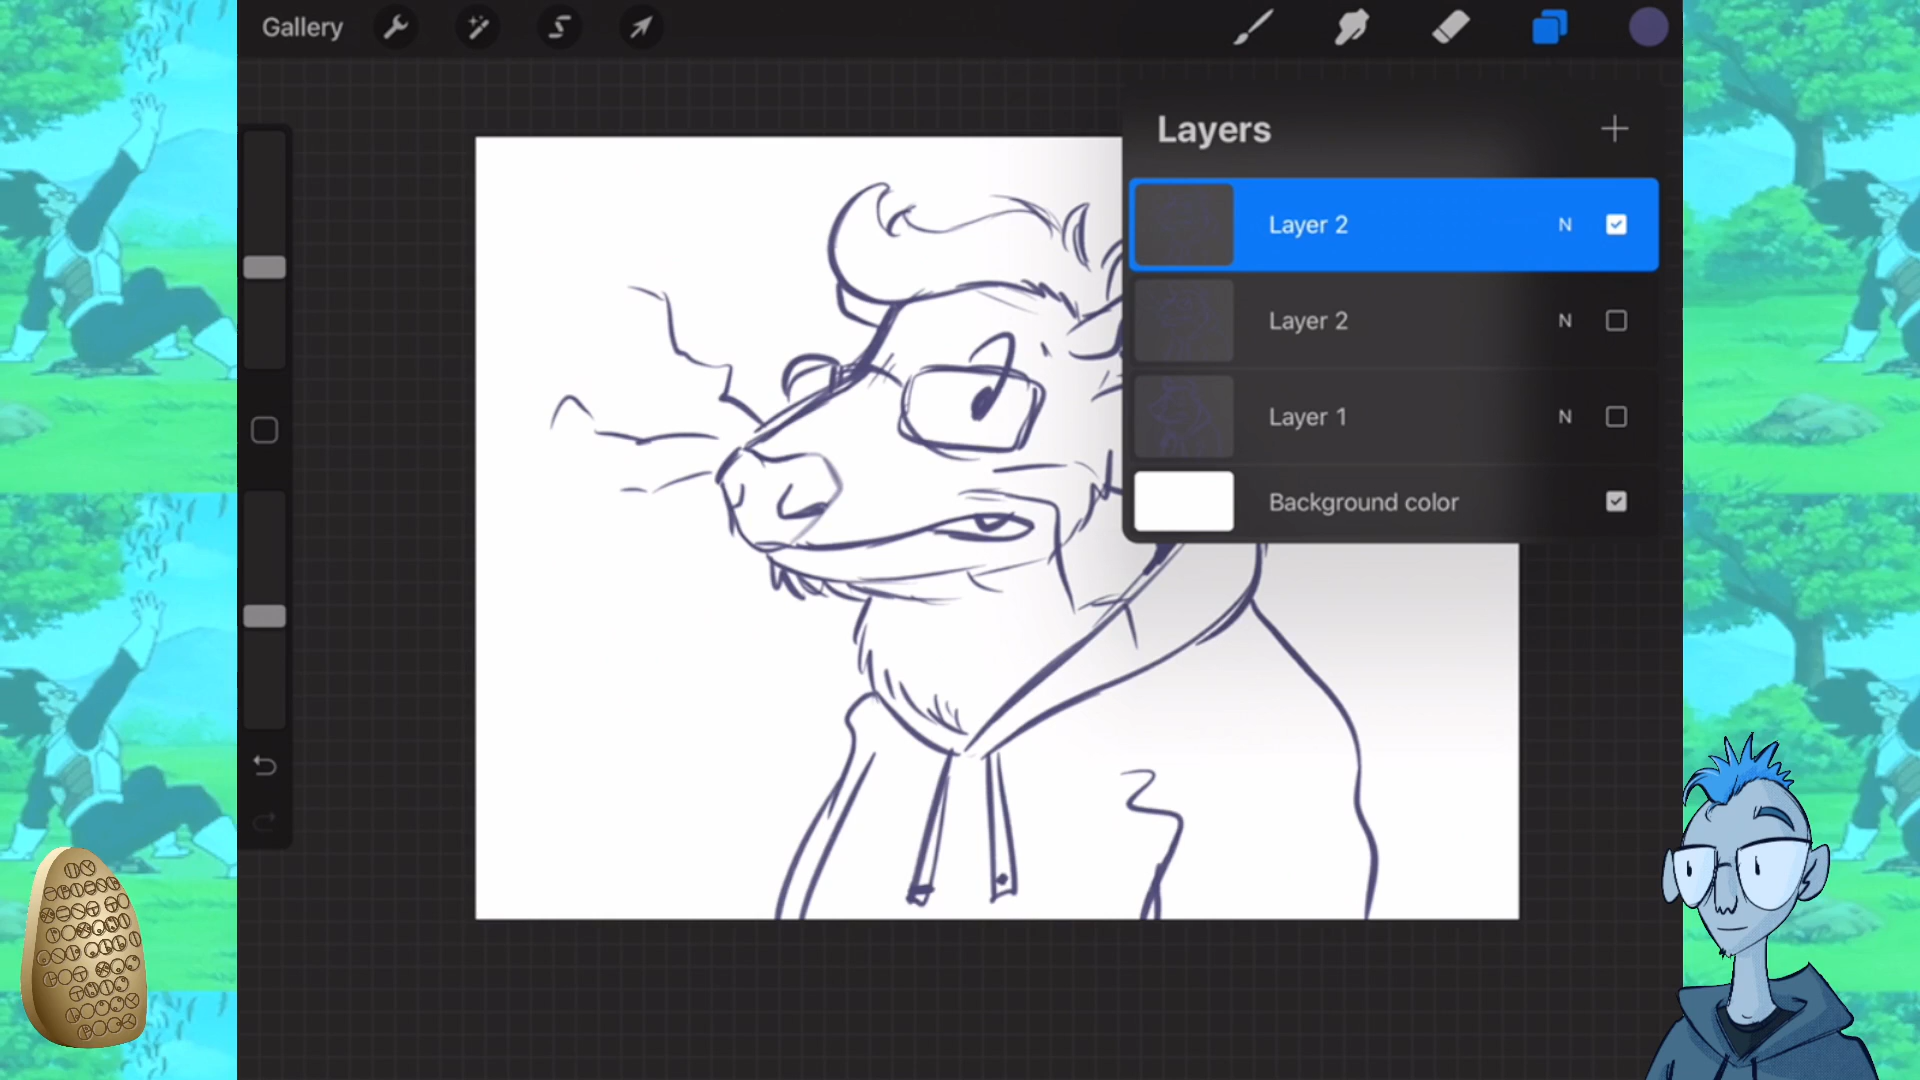 Gallery
Layers
Layer 2 N
Layer 2 N
Layer 1 N
Background color